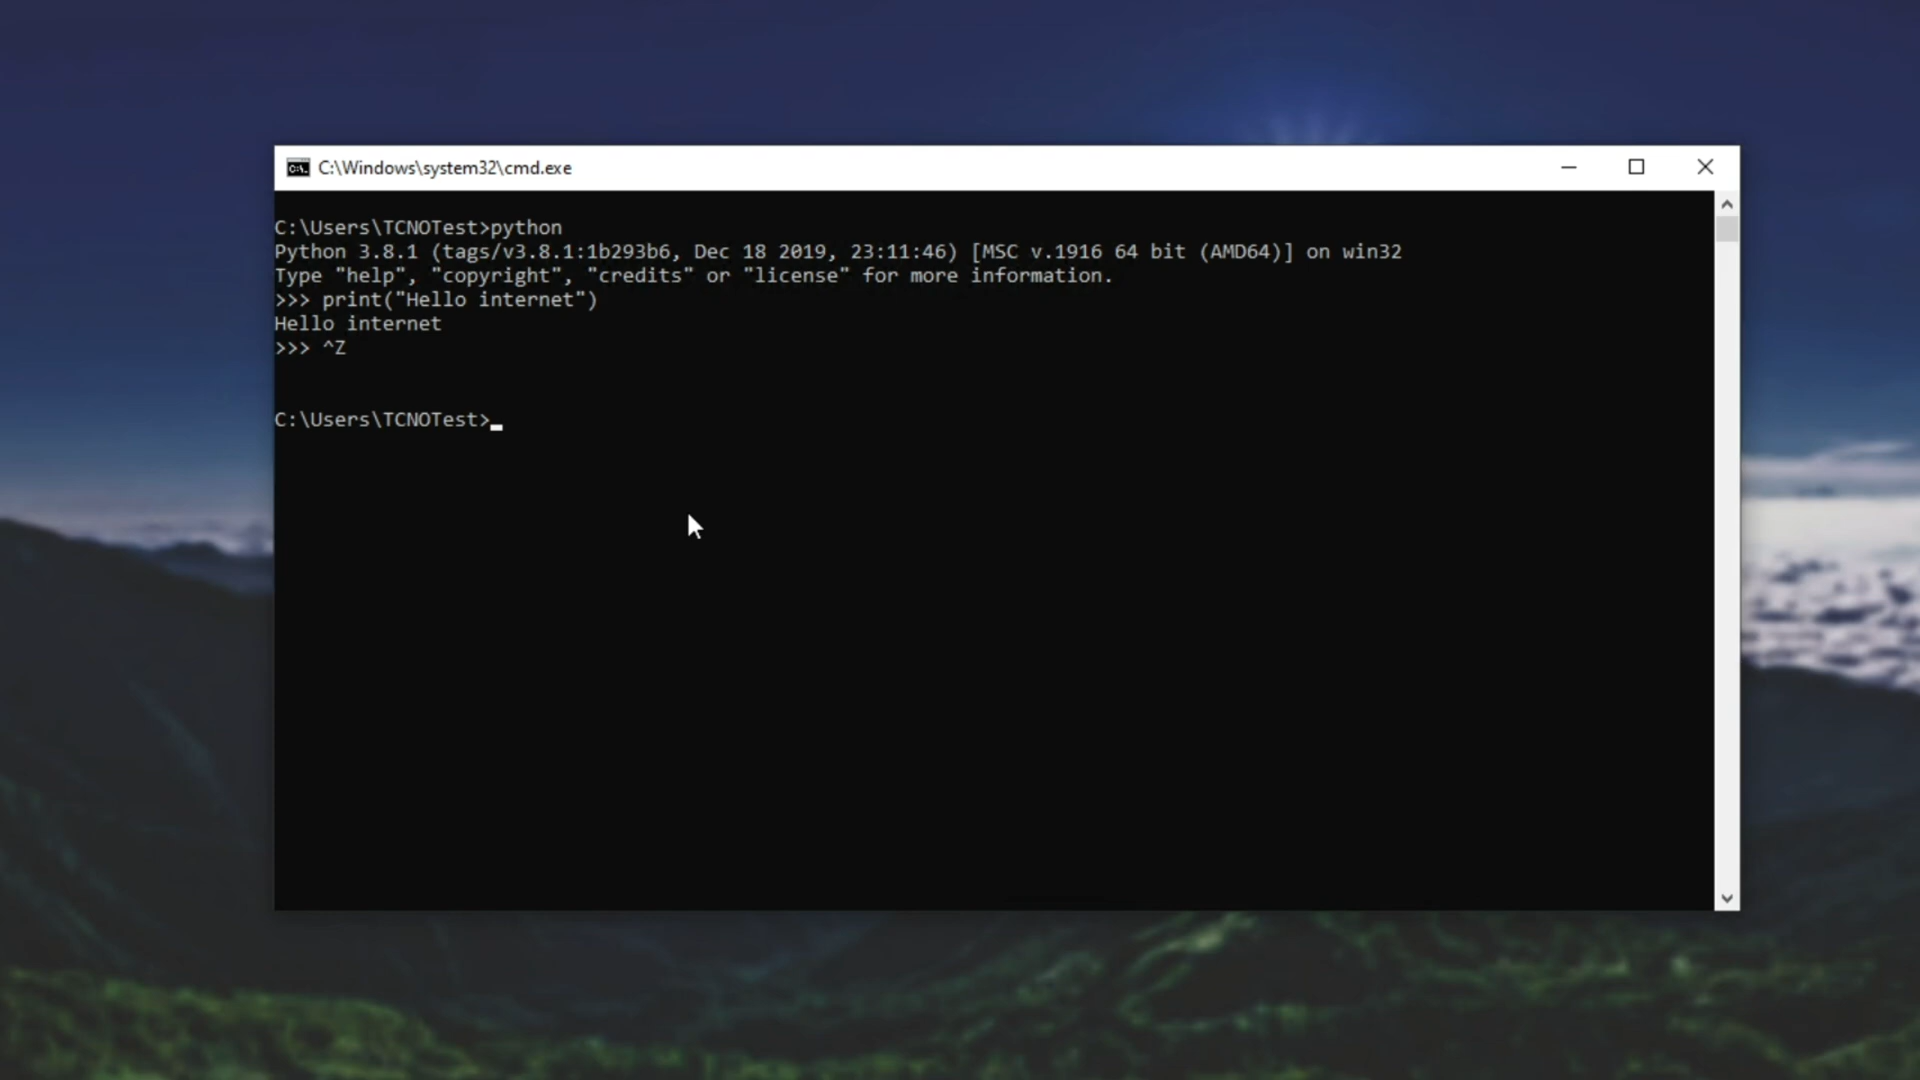 C:\Windows\system32\cmd.exe
C:\Users\TCNOTest>python
Python 3.8.1 (tags/v3.8.1:1b293b6, Dec 18 2019, 23:11:46) [MSC v.1916 64 bit (AMD64)] on win32
Type "help", "copyright", "credits" or "license" for more information.
>>> print("Hello internet")
Hello internet
>>> ^Z
C:\Users\TCNOTest>